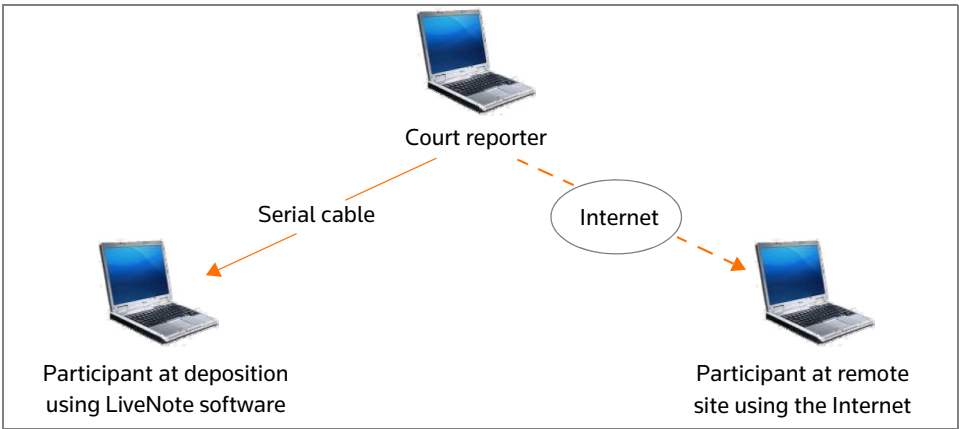 Court reporter
Serial cable
Internet
Participant at deposition
using LiveNote software
Participant at remote
site using the Internet